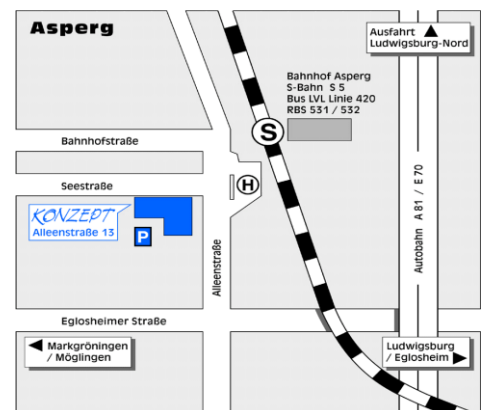 Asperg
Ausfahrt
Ludwigsburg-Nord
Bahnhof Asperg
S-Bahn S 5
Bus LVL Linie 420
RBS 531 / 532
S
Bahnhofstraße
Seestraße
H
KONZEPT
Alleenstraße 13
P
Alleenstraße
Autobahn A 81 / E 70
Eglosheimer Straße
Markgröningen
/ Möglingen
Ludwigsburg
/ Eglosheim